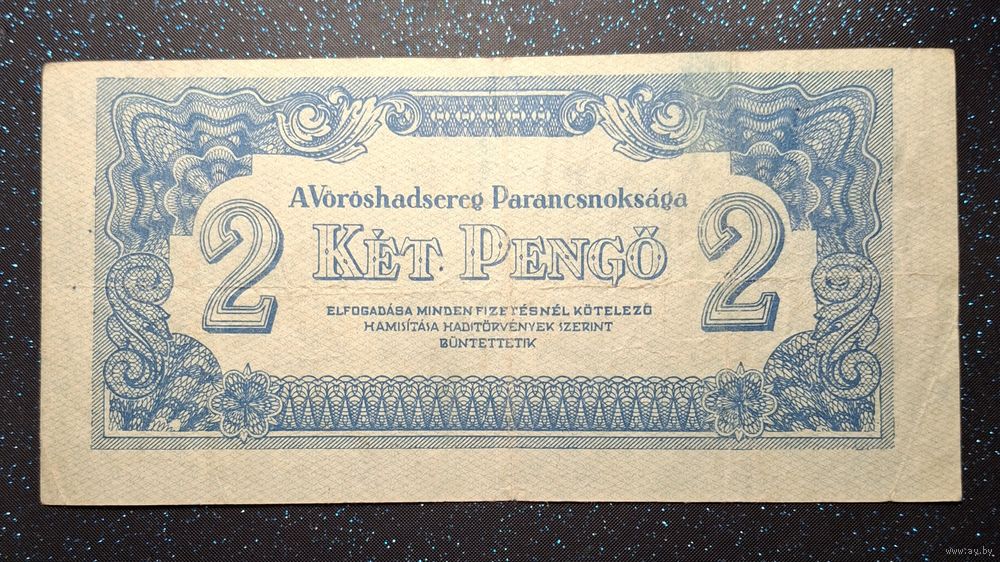 A Vöröshadsereg Parancsnoksága
2 KÉT PENGŐ 2
ELFOGADÁSA MINDEN FIZETÉSNÉL KÖTELEZŐ
HAMISÍTÁSA HADITÖRVÉNYEK SZERINT
BÜNTETTETIK
www.ay.by